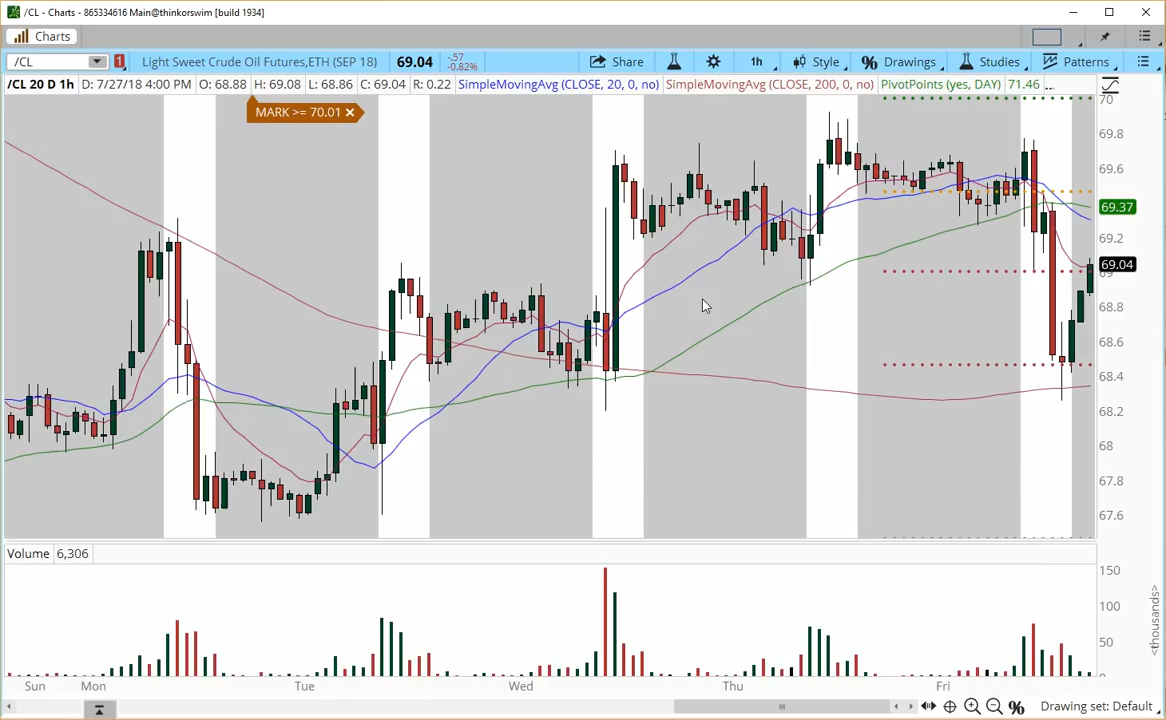 /CL - Charts - 865334616 Main@thinkorswim [build 1934]
Charts
/CL 1 Light Sweet Crude Oil Futures,ETH (SEP 18) 69.04 -.57 -0.82% Share 1h Style Drawings Studies Patterns
/CL 20 D 1h D: 7/27/18 4:00 PM O: 68.88 H: 69.08 L: 68.86 C: 69.04 R: 0.22 SimpleMovingAvg (CLOSE, 20, 0, no) SimpleMovingAvg (CLOSE, 200, 0, no) PivotPoints (yes, DAY) 71.46 ...
70
MARK >= 70.01
69.8
69.6
69.37
69.2
69.04
69
68.8
68.6
68.4
68.2
68
67.8
67.6
Volume 6,306
150
100
50
<thousands>
Sun Mon Tue Wed Thu Fri
Drawing set: Default